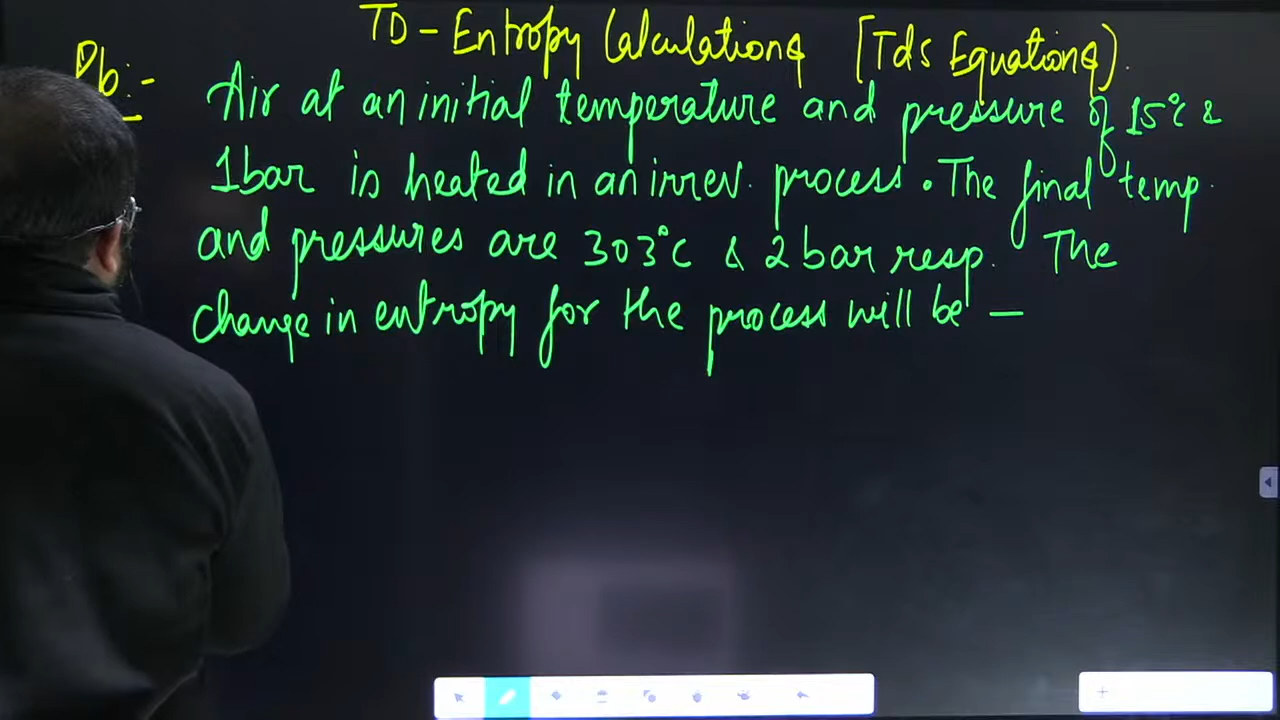 TD - Entropy Calculations [Tds Equations].
Pb:-
Air at an initial temperature and pressure of 15°C &
1bar is heated in an irrev. process. The final temp.
and pressures are 303°C & 2 bar resp. The
change in entropy for the process will be —